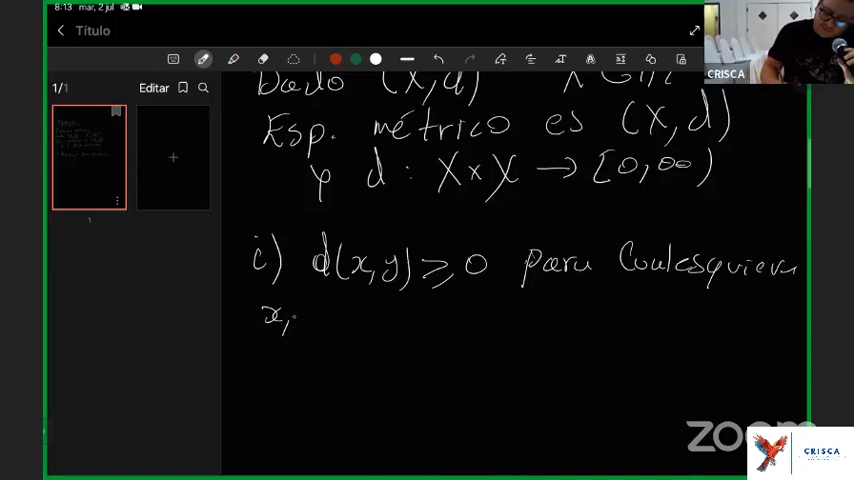 8:13 mar, 2 jul
Título
CRISCA
1/1
Editar
Dado (X,d)
Esp. métrico es (X,d)
y d : X×X → [0,∞)
i) d(x,y) ≥ 0 para Cualesquiera
x,
1
zoom
CRISCA